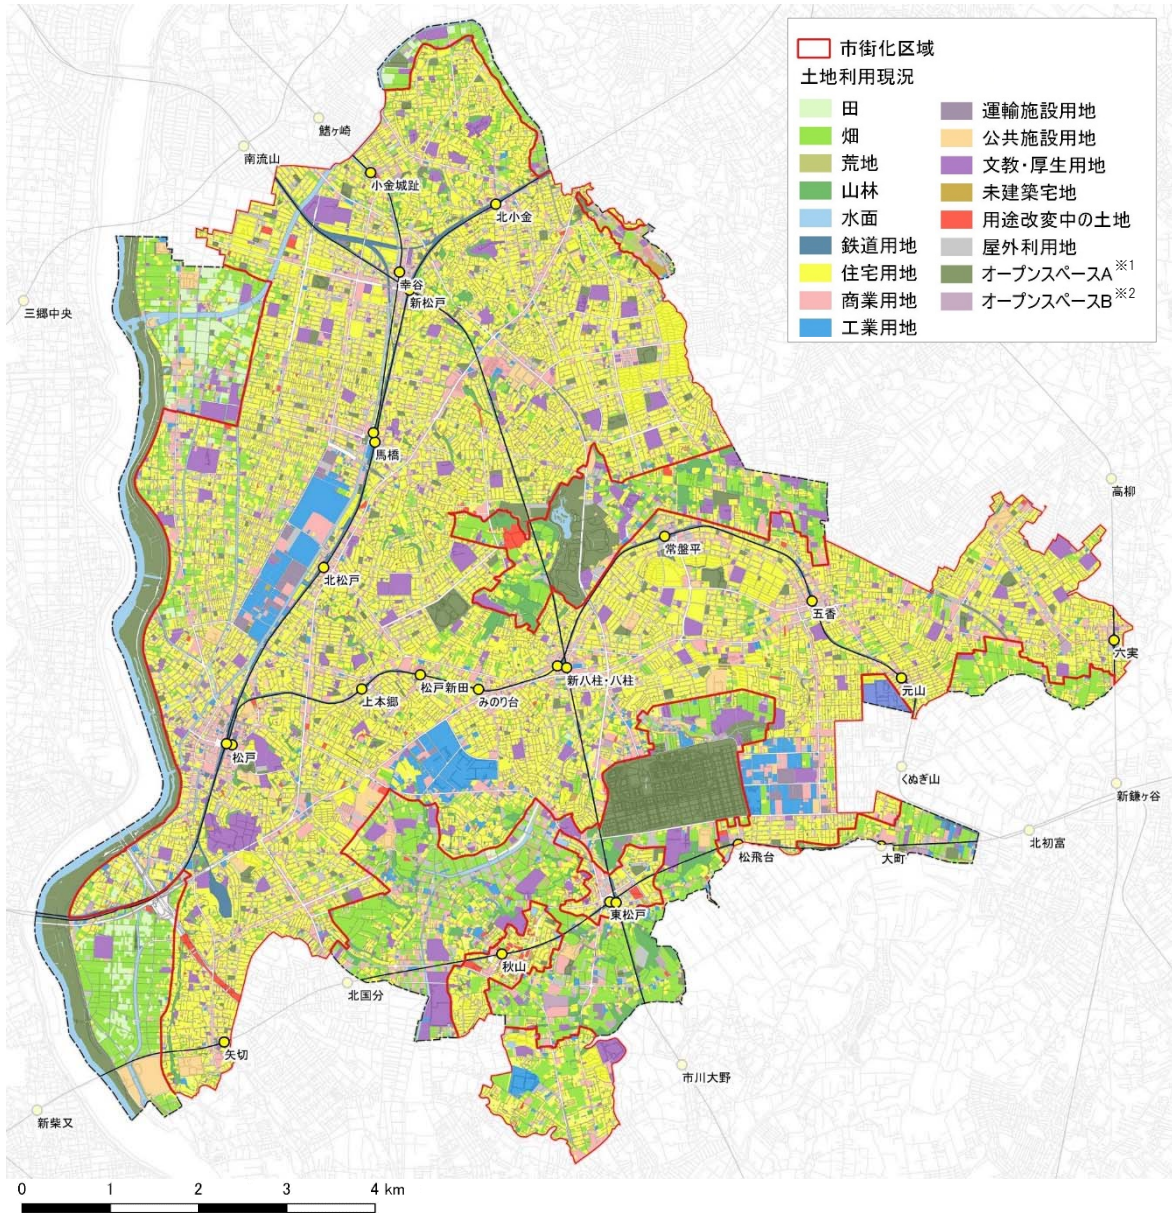 市街化区域
土地利用現況
田
畑
荒地
山林
水面
鉄道用地
住宅用地
商業用地
工業用地
運輸施設用地
公共施設用地
文教・厚生用地
未建築宅地
用途改変中の土地
屋外利用地
オープンスペースA※1
オープンスペースB※2
鰭ヶ崎
南流山
小金城趾
北小金
幸谷
新松戸
三郷中央
馬橋
高柳
北松戸
常盤平
五香
六実
新八柱・八柱
元山
松戸新田
みのり台
上本郷
松戸
くぬぎ山
新鎌ヶ谷
北初富
松飛台
大町
東松戸
秋山
北国分
矢切
市川大野
新柴又
0 1 2 3 4 km